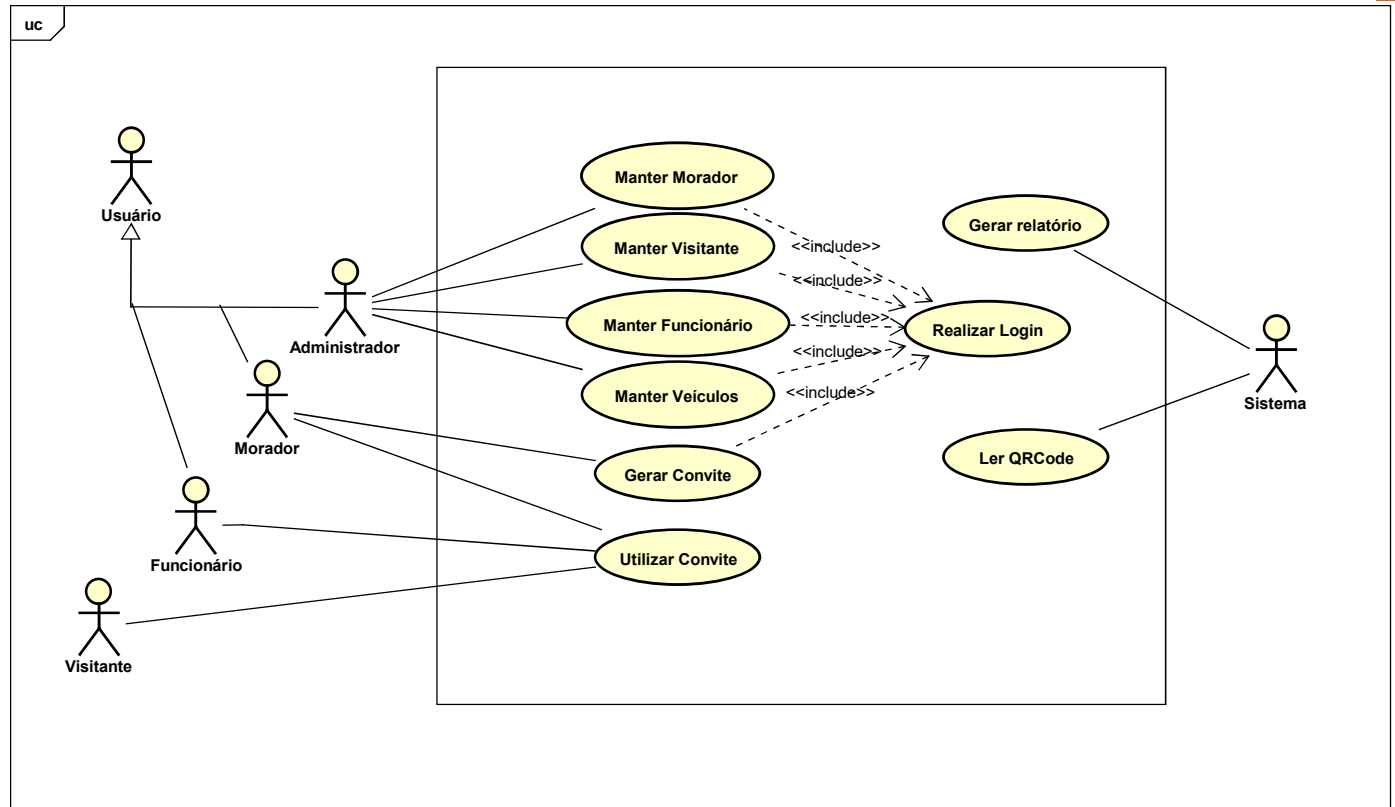 uc
Usuário
Administrador
Morador
Funcionário
Visitante
Manter Morador
Manter Visitante
Manter Funcionário
Manter Veículos
Gerar Convite
Utilizar Convite
<<include>>
<<include>>
<<include>>
<<include>>
<<include>>
Realizar Login
Gerar relatório
Ler QRCode
Sistema